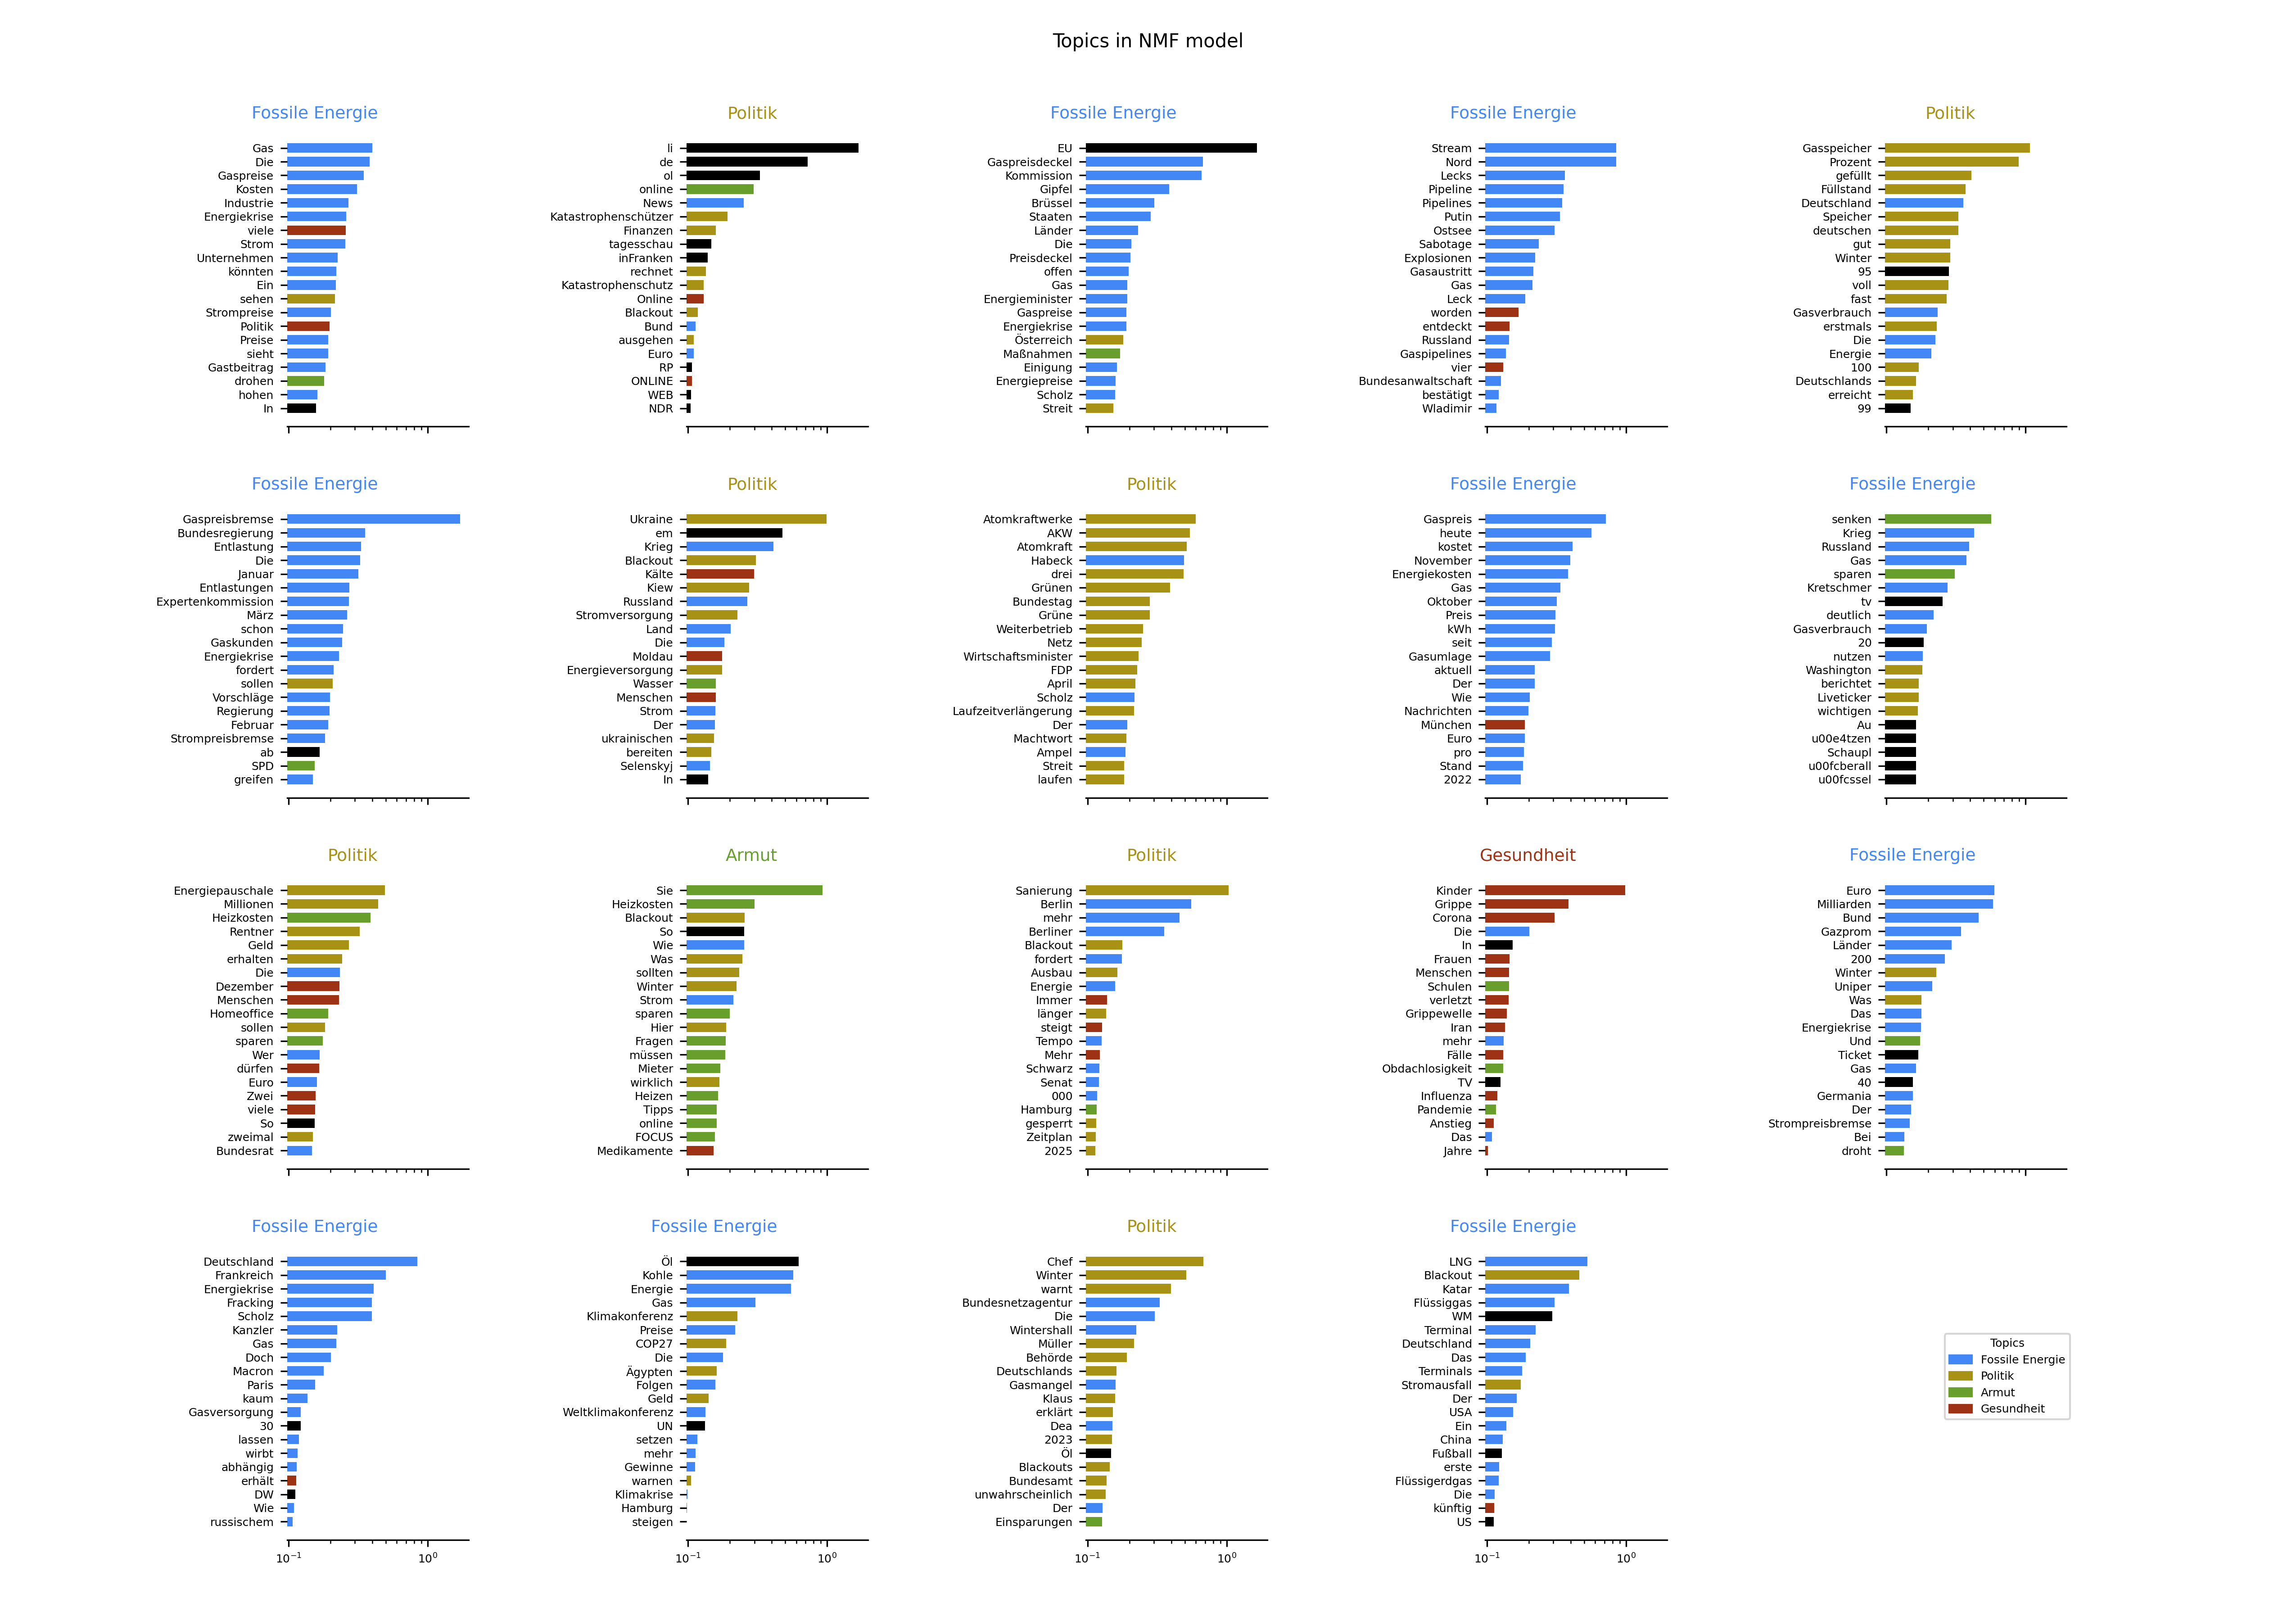 Topics in NMF model
Fossile Energie
Gas
Die
Gaspreise
Kosten
Industrie
Energiekrise
viele
Strom
Unternehmen
könnten
Ein
sehen
Strompreise
Politik
Preise
sieht
Gastbeitrag
drohen
hohen
In
Politik
li
de
ol
online
News
Katastrophenschützer
Finanzen
tagesschau
inFranken
rechnet
Katastrophenschutz
Online
Blackout
Bund
ausgehen
Euro
RP
ONLINE
WEB
NDR
Fossile Energie
EU
Gaspreisdeckel
Kommission
Gipfel
Brüssel
Staaten
Länder
Die
Preisdeckel
offen
Gas
Energieminister
Gaspreise
Energiekrise
Österreich
Maßnahmen
Einigung
Energiepreise
Scholz
Streit
Fossile Energie
Stream
Nord
Lecks
Pipeline
Pipelines
Putin
Ostsee
Sabotage
Explosionen
Gasaustritt
Gas
Leck
worden
entdeckt
Russland
Gaspipelines
vier
Bundesanwaltschaft
bestätigt
Wladimir
Politik
Gasspeicher
Prozent
gefüllt
Füllstand
Deutschland
Speicher
deutschen
gut
Winter
95
voll
fast
Gasverbrauch
erstmals
Die
Energie
100
Deutschlands
erreicht
99
Fossile Energie
Gaspreisbremse
Bundesregierung
Entlastung
Die
Januar
Entlastungen
Expertenkommission
März
schon
Gaskunden
Energiekrise
fordert
sollen
Vorschläge
Regierung
Februar
Strompreisbremse
ab
SPD
greifen
Politik
Ukraine
em
Krieg
Blackout
Kälte
Kiew
Russland
Stromversorgung
Land
Die
Moldau
Energieversorgung
Wasser
Menschen
Strom
Der
ukrainischen
bereiten
Selenskyj
In
Politik
Atomkraftwerke
AKW
Atomkraft
Habeck
drei
Grünen
Bundestag
Grüne
Weiterbetrieb
Netz
Wirtschaftsminister
FDP
April
Scholz
Laufzeitverlängerung
Der
Machtwort
Ampel
Streit
laufen
Fossile Energie
Gaspreis
heute
kostet
November
Energiekosten
Gas
Oktober
Preis
kWh
seit
Gasumlage
aktuell
Der
Wie
Nachrichten
München
Euro
pro
Stand
2022
Fossile Energie
senken
Krieg
Russland
Gas
sparen
Kretschmer
tv
deutlich
Gasverbrauch
20
nutzen
Washington
berichtet
Liveticker
wichtigen
Au
u00e4tzen
Schaupl
u00fcberall
u00fcssel
Politik
Energiepauschale
Millionen
Heizkosten
Rentner
Geld
erhalten
Die
Dezember
Menschen
Homeoffice
sollen
sparen
Wer
dürfen
Euro
Zwei
viele
So
zweimal
Bundesrat
Armut
Sie
Heizkosten
Blackout
So
Wie
Was
sollten
Winter
Strom
sparen
Hier
Fragen
müssen
Mieter
wirklich
Heizen
Tipps
online
FOCUS
Medikamente
Politik
Sanierung
Berlin
mehr
Berliner
Blackout
fordert
Ausbau
Energie
Immer
länger
steigt
Tempo
Mehr
Schwarz
Senat
000
Hamburg
gesperrt
Zeitplan
2025
Gesundheit
Kinder
Grippe
Corona
Die
In
Frauen
Menschen
Schulen
verletzt
Grippewelle
Iran
mehr
Fälle
Obdachlosigkeit
TV
Influenza
Pandemie
Anstieg
Das
Jahre
Fossile Energie
Euro
Milliarden
Bund
Gazprom
Länder
200
Winter
Uniper
Was
Das
Energiekrise
Und
Ticket
Gas
40
Germania
Der
Strompreisbremse
Bei
droht
Fossile Energie
Deutschland
Frankreich
Energiekrise
Fracking
Scholz
Kanzler
Gas
Doch
Macron
Paris
kaum
Gasversorgung
30
lassen
wirbt
abhängig
erhält
DW
Wie
russischem
10⁻¹ 10⁰
Fossile Energie
Öl
Kohle
Energie
Gas
Klimakonferenz
Preise
COP27
Die
Ägypten
Folgen
Geld
Weltklimakonferenz
UN
setzen
mehr
Gewinne
warnen
Klimakrise
Hamburg
steigen
10⁻¹ 10⁰
Politik
Chef
Winter
warnt
Bundesnetzagentur
Die
Wintershall
Müller
Behörde
Deutschlands
Gasmangel
Klaus
erklärt
Dea
2023
Öl
Blackouts
Bundesamt
unwahrscheinlich
Der
Einsparungen
10⁻¹ 10⁰
Fossile Energie
LNG
Blackout
Katar
Flüssiggas
WM
Terminal
Deutschland
Das
Terminals
Stromausfall
Der
USA
Ein
China
Fußball
erste
Flüssigerdgas
Die
künftig
US
10⁻¹ 10⁰
Topics
Fossile Energie
Politik
Armut
Gesundheit